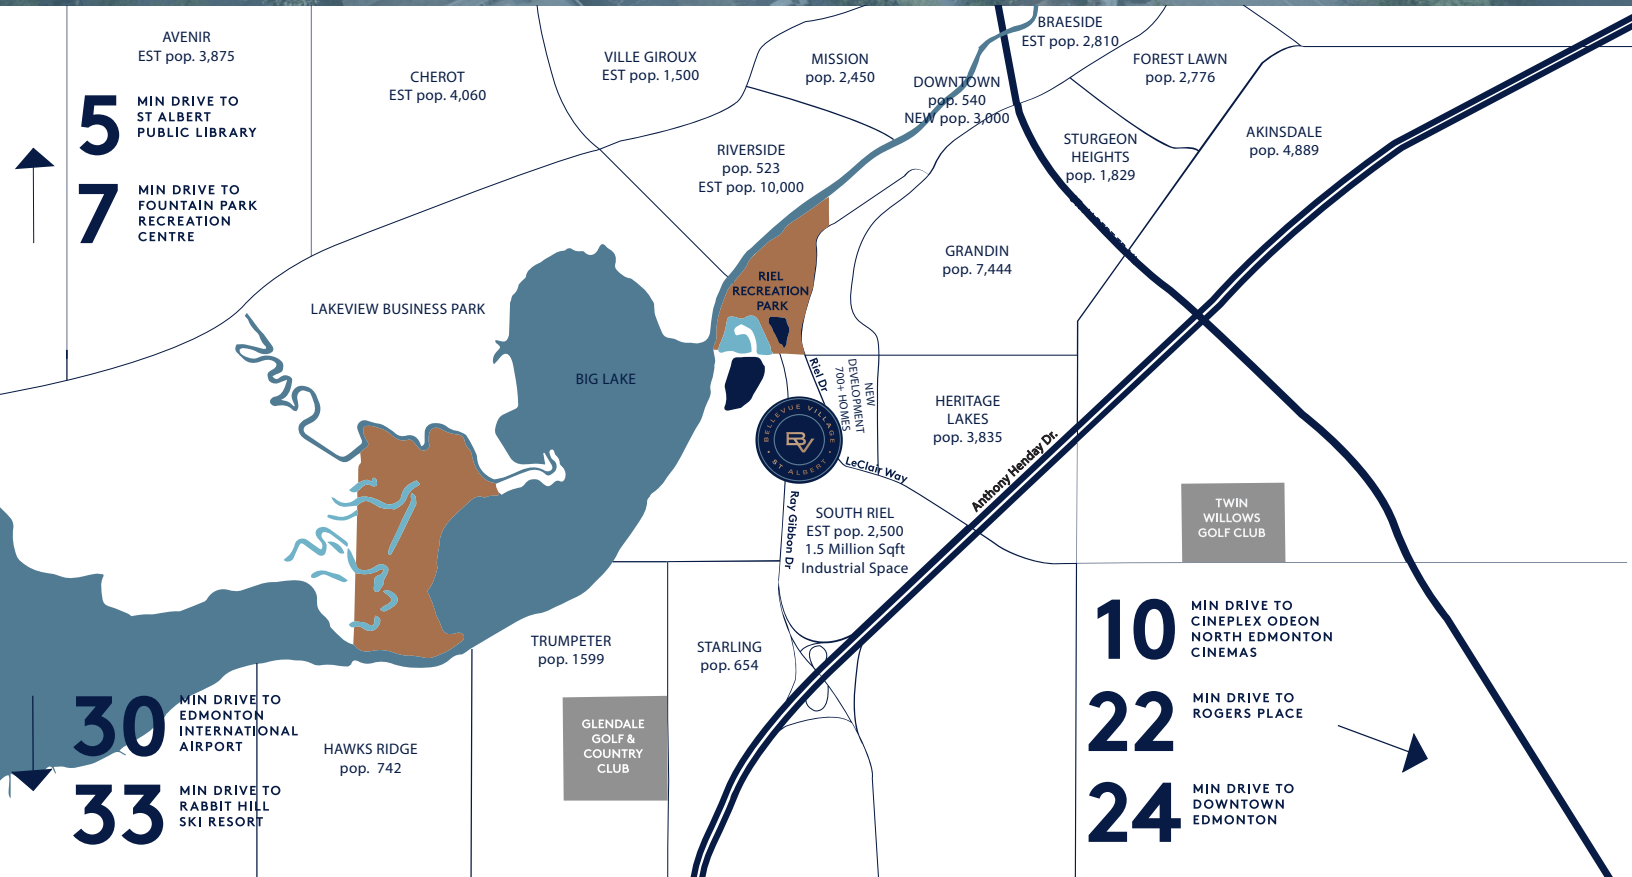 AVENIR
EST pop. 3,875
CHEROT
EST pop. 4,060
VILLE GIROUX
EST pop. 1,500
MISSION
pop. 2,450
BRAESIDE
EST pop. 2,810
DOWNTOWN
pop. 540
NEW pop. 3,000
FOREST LAWN
pop. 2,776
STURGEON
HEIGHTS
pop. 1,829
AKINSDALE
pop. 4,889
5
MIN DRIVE TO
ST ALBERT
PUBLIC LIBRARY
7
MIN DRIVE TO
FOUNTAIN PARK
RECREATION
CENTRE
RIVERSIDE
pop. 523
EST pop. 10,000
GRANDIN
pop. 7,444
RIEL
RECREATION
PARK
LAKEVIEW BUSINESS PARK
BIG LAKE
Riel Dr
NEW
DEVELOPMENT
700+ HOMES
HERITAGE
LAKES
pop. 3,835
BELLEVUE VILLAGE
BV
ST ALBERT
LeClair Way
Anthony Henday Dr.
Ray Gibbon Dr
SOUTH RIEL
EST pop. 2,500
1.5 Million Sqft
Industrial Space
TWIN
WILLOWS
GOLF CLUB
TRUMPETER
pop. 1599
STARLING
pop. 654
GLENDALE
GOLF &
COUNTRY
CLUB
HAWKS RIDGE
pop. 742
30
MIN DRIVE TO
EDMONTON
INTERNATIONAL
AIRPORT
33
MIN DRIVE TO
RABBIT HILL
SKI RESORT
10
MIN DRIVE TO
CINEPLEX ODEON
NORTH EDMONTON
CINEMAS
22
MIN DRIVE TO
ROGERS PLACE
24
MIN DRIVE TO
DOWNTOWN
EDMONTON